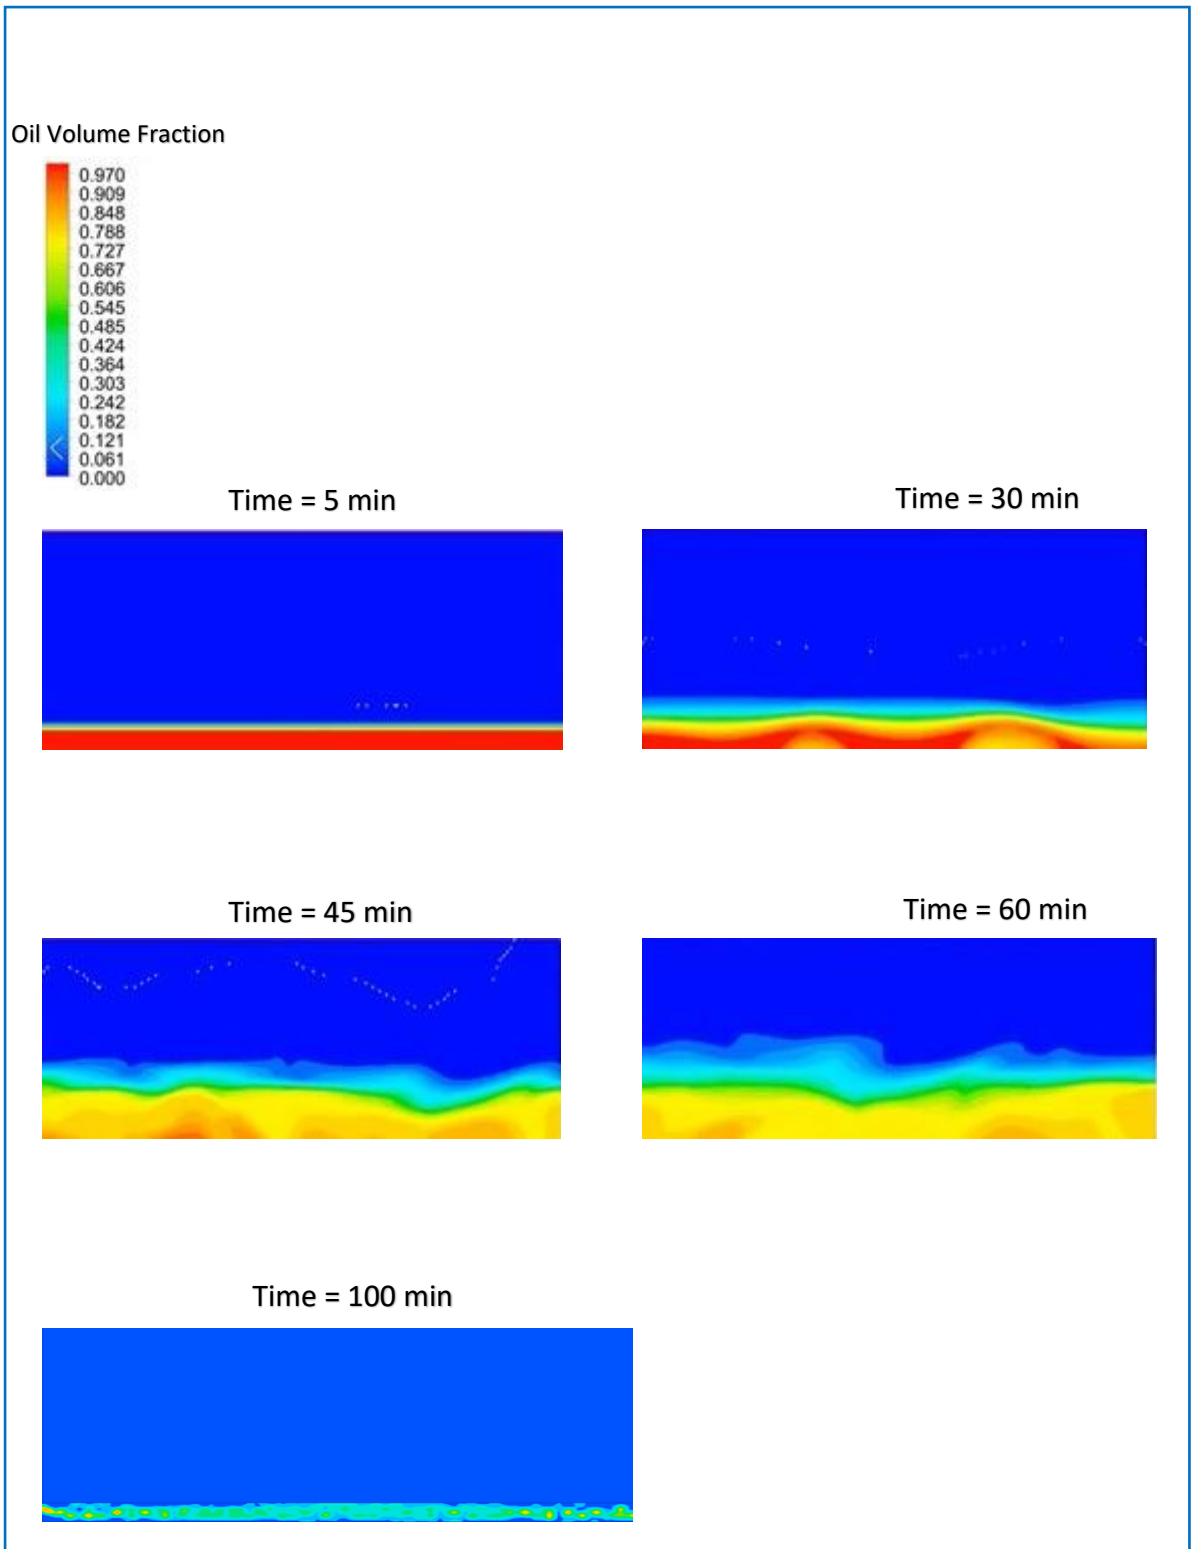 Oil Volume Fraction
0.970
0.909
0.848
0.788
0.727
0.667
0.606
0.545
0.485
0.424
0.364
0.303
0.242
0.182
0.121
0.061
0.000
Time = 5 min
Time = 30 min
Time = 45 min
Time = 60 min
Time = 100 min